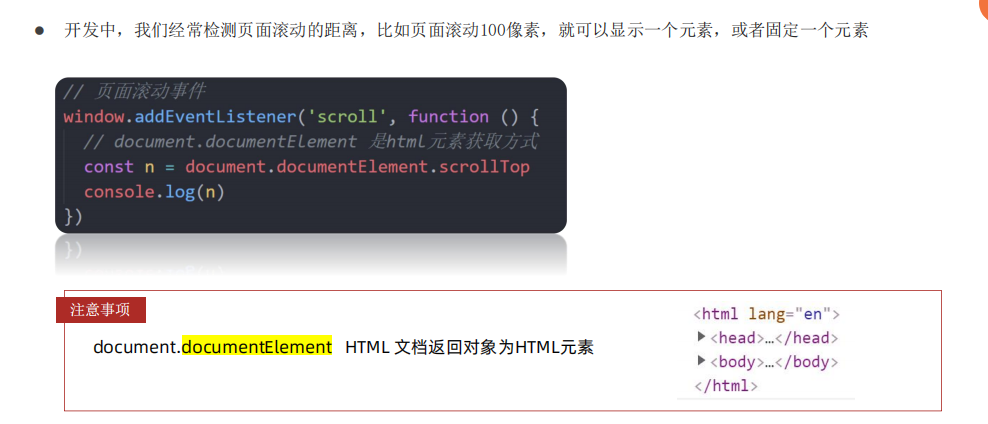 ● 开发中，我们经常检测页面滚动的距离，比如页面滚动100像素，就可以显示一个元素，或者固定一个元素
// 页面滚动事件
window.addEventListener('scroll', function () {
// document.documentElement 是html元素获取方式
const n = document.documentElement.scrollTop
console.log(n)
})
注意事项
document.documentElement HTML 文档返回对象为HTML元素
<html lang="en">
▶<head>…</head>
▶<body>…</body>
</html>